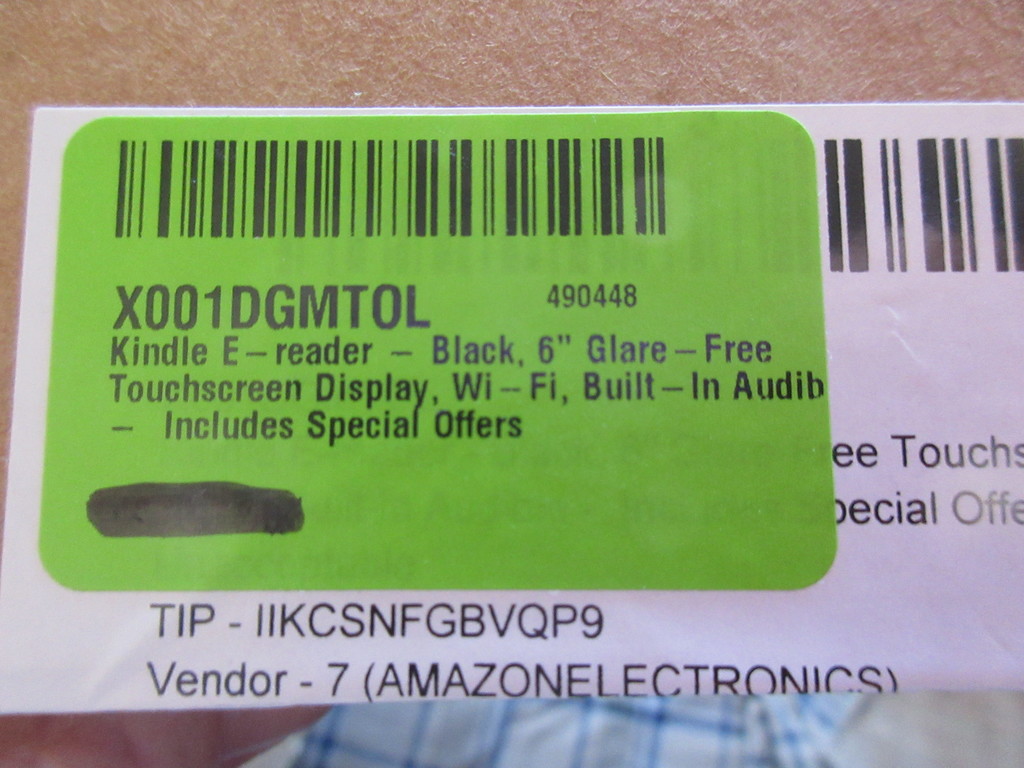 X001DGMTOL 490448
Kindle E-reader - Black, 6" Glare-Free
Touchscreen Display, Wi-Fi, Built-In Audib
- Includes Special Offers
ee Touchs
pecial Offe
TIP - IIKCSNFGBVQP9
Vendor - 7 (AMAZONELECTRONICS)